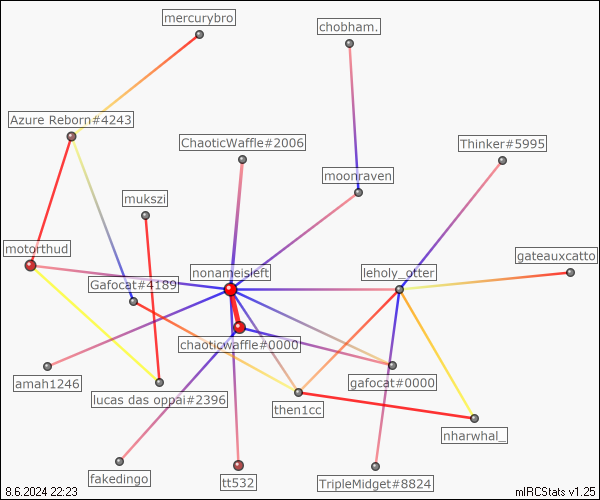 mercurybro
chobham.
Azure Reborn#4243
ChaoticWaffle#2006
Thinker#5995
moonraven
mukszi
motorthud
nonameisleft
leholy_otter
gateauxcatto
Gafocat#4189
chaoticwaffle#0000
amah1246
lucas das oppai#2396
gafocat#0000
then1cc
nharwhal_
fakedingo
tt532
TripleMidget#8824
8.6.2024 22:23
mIRCStats v1.25